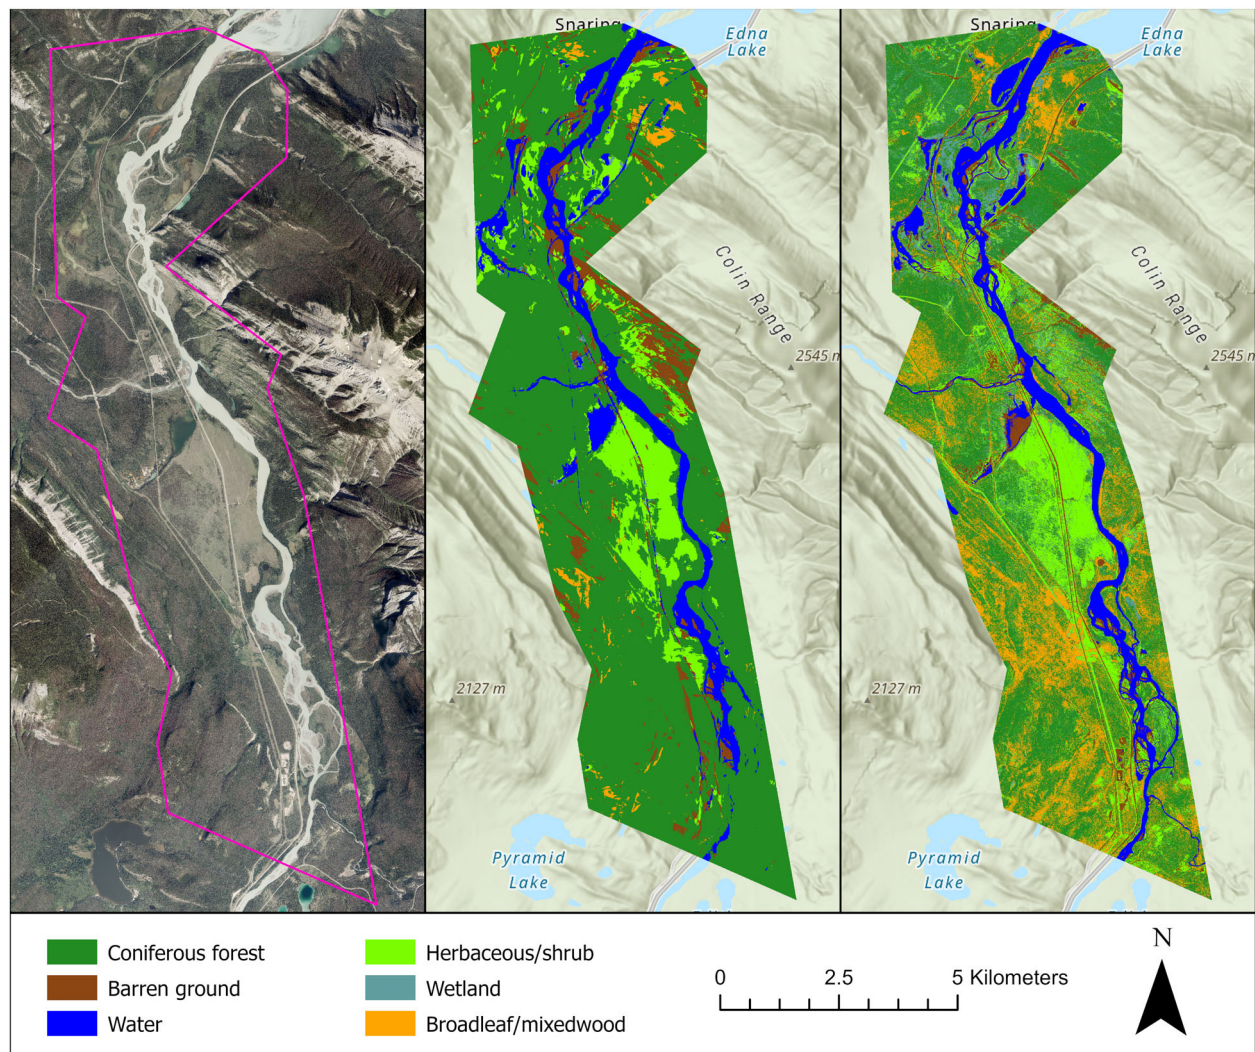 Snaring
Edna
Lake
Colin Range
2545 m
2127 m
Pyramid
Lake
Snaring
Edna
Lake
Colin Range
2545 m
2127 m
Pyramid
Lake
Coniferous forest
Barren ground
Water
Herbaceous/shrub
Wetland
Broadleaf/mixedwood
0 2.5 5 Kilometers
N